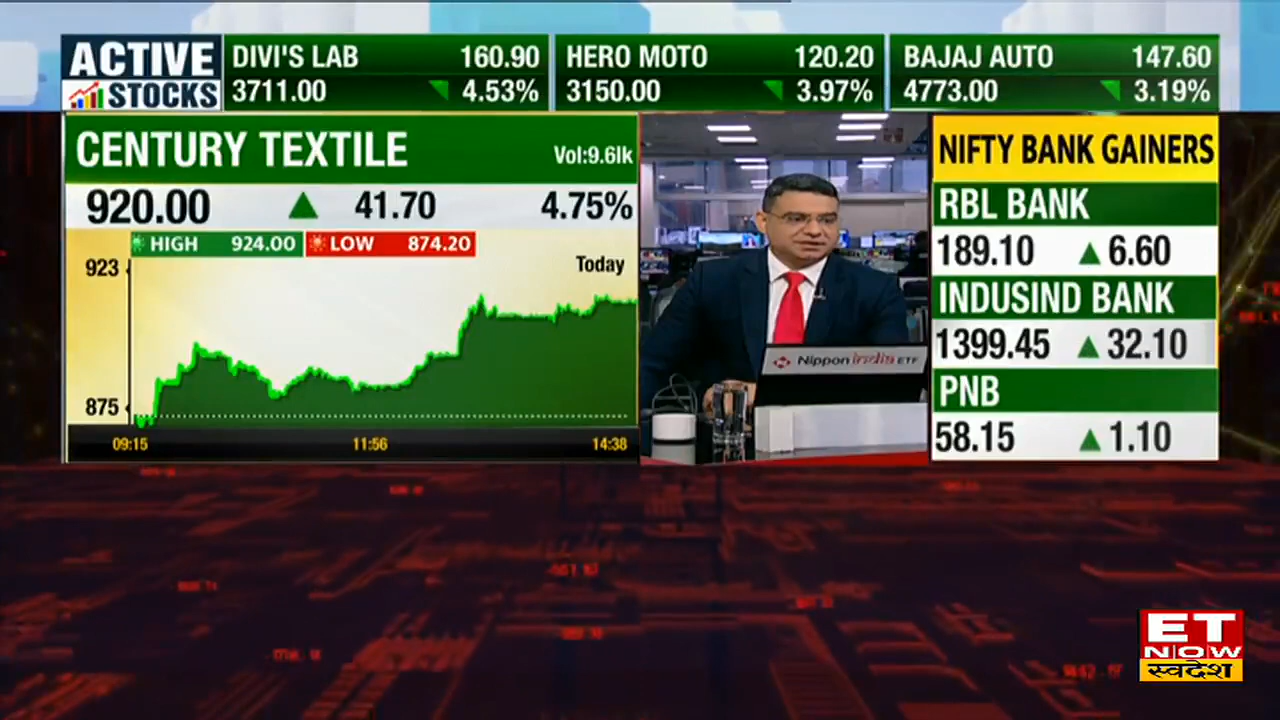 ACTIVE STOCKS
DIVI'S LAB 160.90
3711.00 4.53%
HERO MOTO 120.20
3150.00 3.97%
BAJAJ AUTO 147.60
4773.00 3.19%
CENTURY TEXTILE Vol:9.6lk
920.00 41.70 4.75%
HIGH 924.00 LOW 874.20
Today
923
875
09:15 11:56 14:38
Nippon india ETF
NIFTY BANK GAINERS
RBL BANK
189.10 6.60
INDUSIND BANK
1399.45 32.10
PNB
58.15 1.10
ET
NOW
स्वदेश